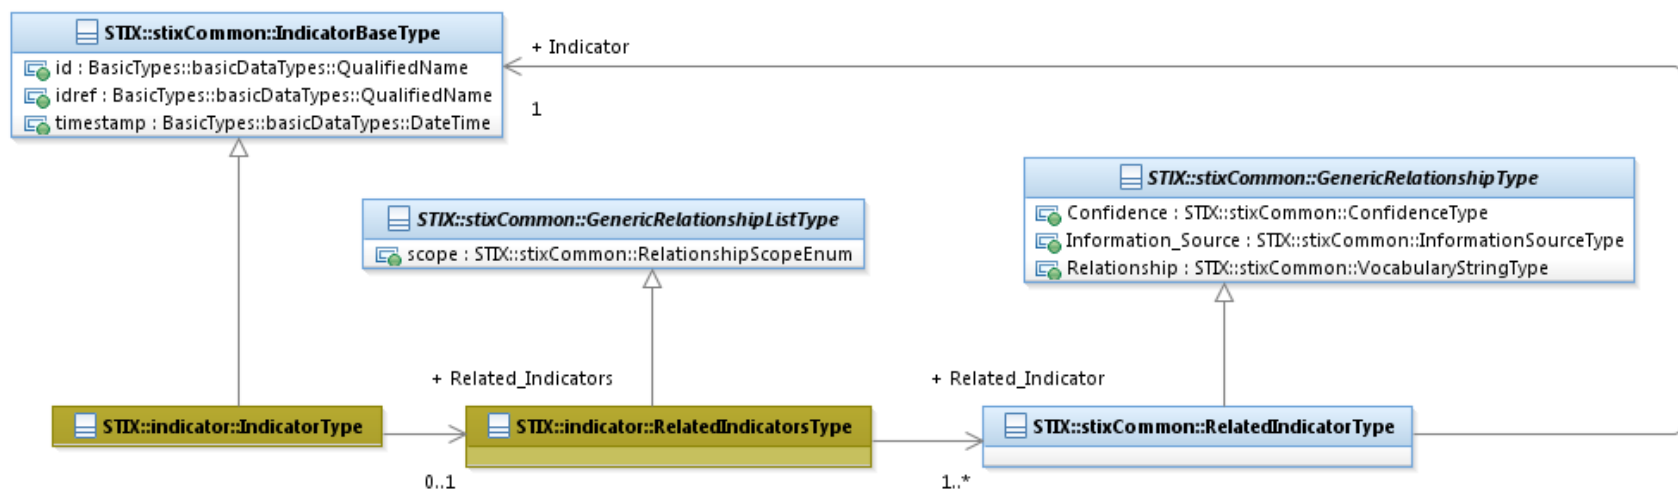 STIX::stixCommon::IndicatorBaseType
id : BasicTypes::basicDataTypes::QualifiedName
idref : BasicTypes::basicDataTypes::QualifiedName
timestamp : BasicTypes::basicDataTypes::DateTime
+ Indicator
1
STIX::stixCommon::GenericRelationshipListType
scope : STIX::stixCommon::RelationshipScopeEnum
STIX::stixCommon::GenericRelationshipType
Confidence : STIX::stixCommon::ConfidenceType
Information_Source : STIX::stixCommon::InformationSourceType
Relationship : STIX::stixCommon::VocabularyStringType
+ Related_Indicators
+ Related_Indicator
STIX::indicator::IndicatorType
STIX::indicator::RelatedIndicatorsType
STIX::stixCommon::RelatedIndicatorType
0..1
1..*